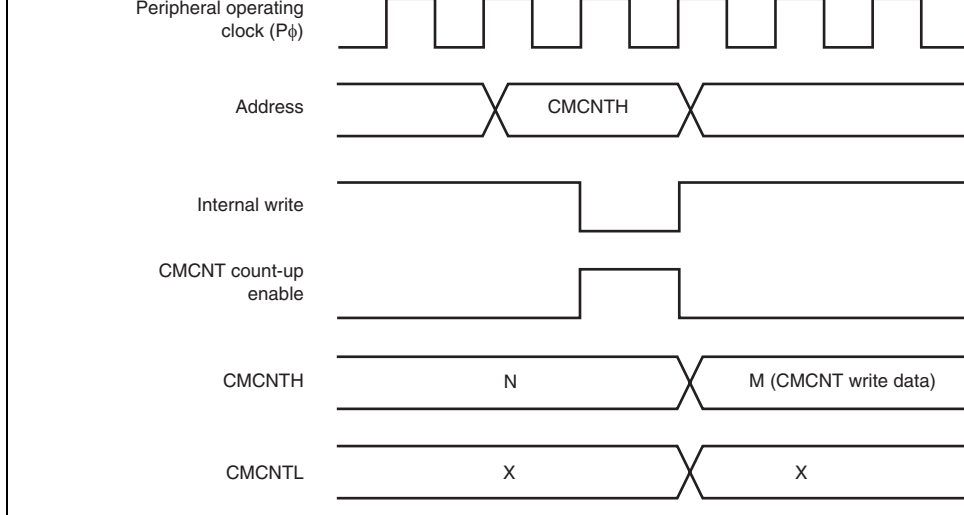 Peripheral operating
clock (Pϕ)
Address
CMCNTH
Internal write
CMCNT count-up
enable
CMCNTH
N
M (CMCNT write data)
CMCNTL
X
X